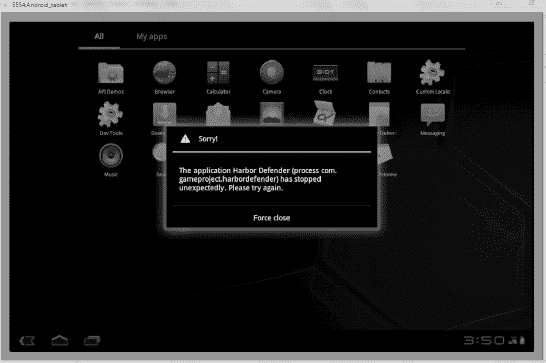 5554:Android_tablet
All
My apps
API Demos
Browser
Calculator
Camera
Clock
Contacts
Custom Locale
Dev Tools
Messaging
Music
Sorry!
The application Harbor Defender (process com.
gameproject.harbordefender) has stopped
unexpectedly. Please try again.
Force close
3:50